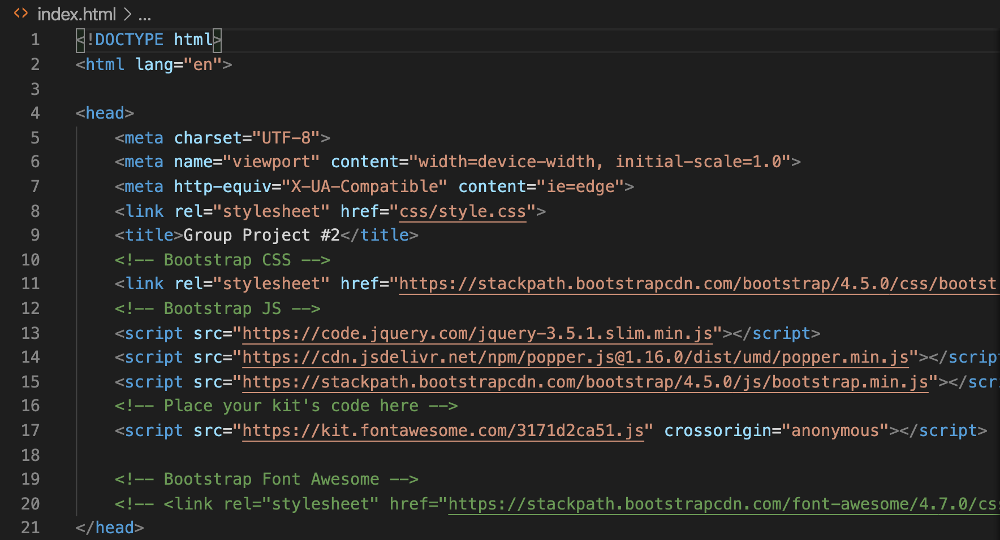 index.html > ...
1 <!DOCTYPE html>
2 <html lang="en">
3
4 <head>
5     <meta charset="UTF-8">
6     <meta name="viewport" content="width=device-width, initial-scale=1.0">
7     <meta http-equiv="X-UA-Compatible" content="ie=edge">
8     <link rel="stylesheet" href="css/style.css">
9     <title>Group Project #2</title>
10     <!-- Bootstrap CSS -->
11     <link rel="stylesheet" href="https://stackpath.bootstrapcdn.com/bootstrap/4.5.0/css/bootst
12     <!-- Bootstrap JS -->
13     <script src="https://code.jquery.com/jquery-3.5.1.slim.min.js"></script>
14     <script src="https://cdn.jsdelivr.net/npm/popper.js@1.16.0/dist/umd/popper.min.js"></scrip
15     <script src="https://stackpath.bootstrapcdn.com/bootstrap/4.5.0/js/bootstrap.min.js"></scr
16     <!-- Place your kit's code here -->
17     <script src="https://kit.fontawesome.com/3171d2ca51.js" crossorigin="anonymous"></script>
18
19     <!-- Bootstrap Font Awesome -->
20     <!-- <link rel="stylesheet" href="https://stackpath.bootstrapcdn.com/font-awesome/4.7.0/cs
21 </head>